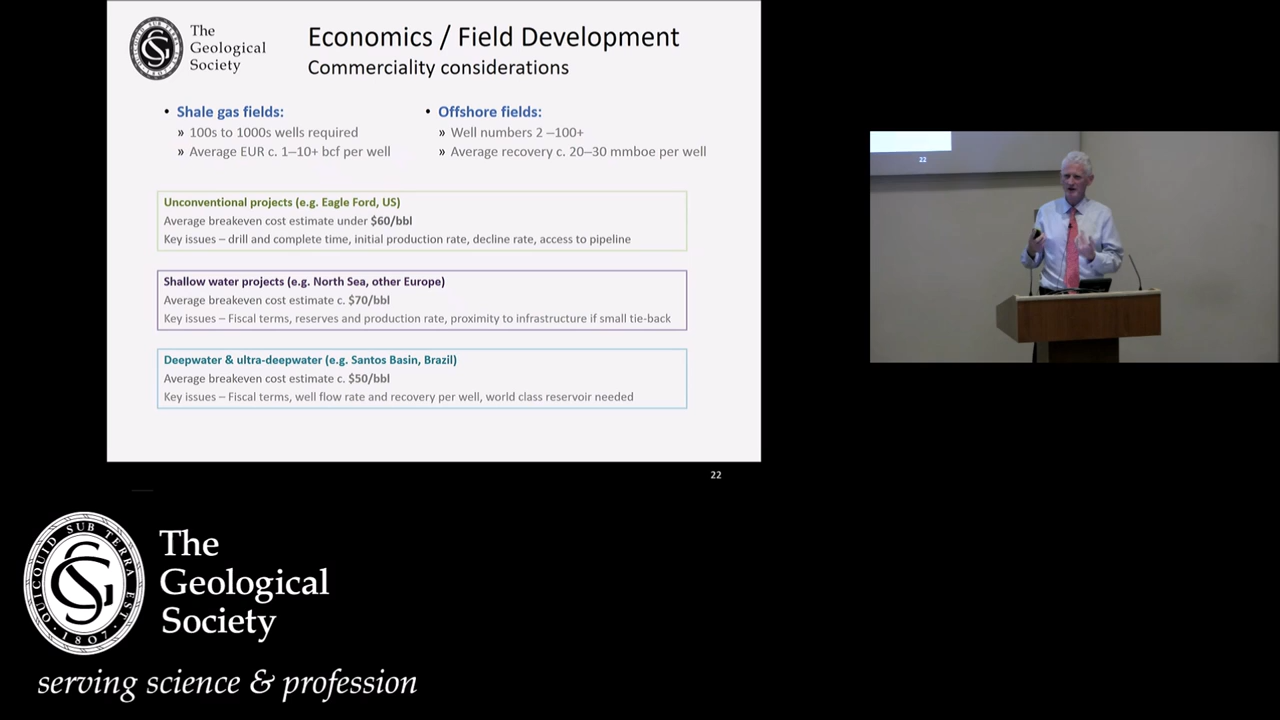 The
Geological
Society
Economics / Field Development
Commerciality considerations
• Shale gas fields:
» 100s to 1000s wells required
» Average EUR c. 1–10+ bcf per well
• Offshore fields:
» Well numbers 2 –100+
» Average recovery c. 20–30 mmboe per well
Unconventional projects (e.g. Eagle Ford, US)
Average breakeven cost estimate under $60/bbl
Key issues – drill and complete time, initial production rate, decline rate, access to pipeline
Shallow water projects (e.g. North Sea, other Europe)
Average breakeven cost estimate c. $70/bbl
Key issues – Fiscal terms, reserves and production rate, proximity to infrastructure if small tie-back
Deepwater & ultra-deepwater (e.g. Santos Basin, Brazil)
Average breakeven cost estimate c. $50/bbl
Key issues – Fiscal terms, well flow rate and recovery per well, world class reservoir needed
22
22
QUICQUID SUB TERRA EST
1807
The
Geological
Society
serving science & profession